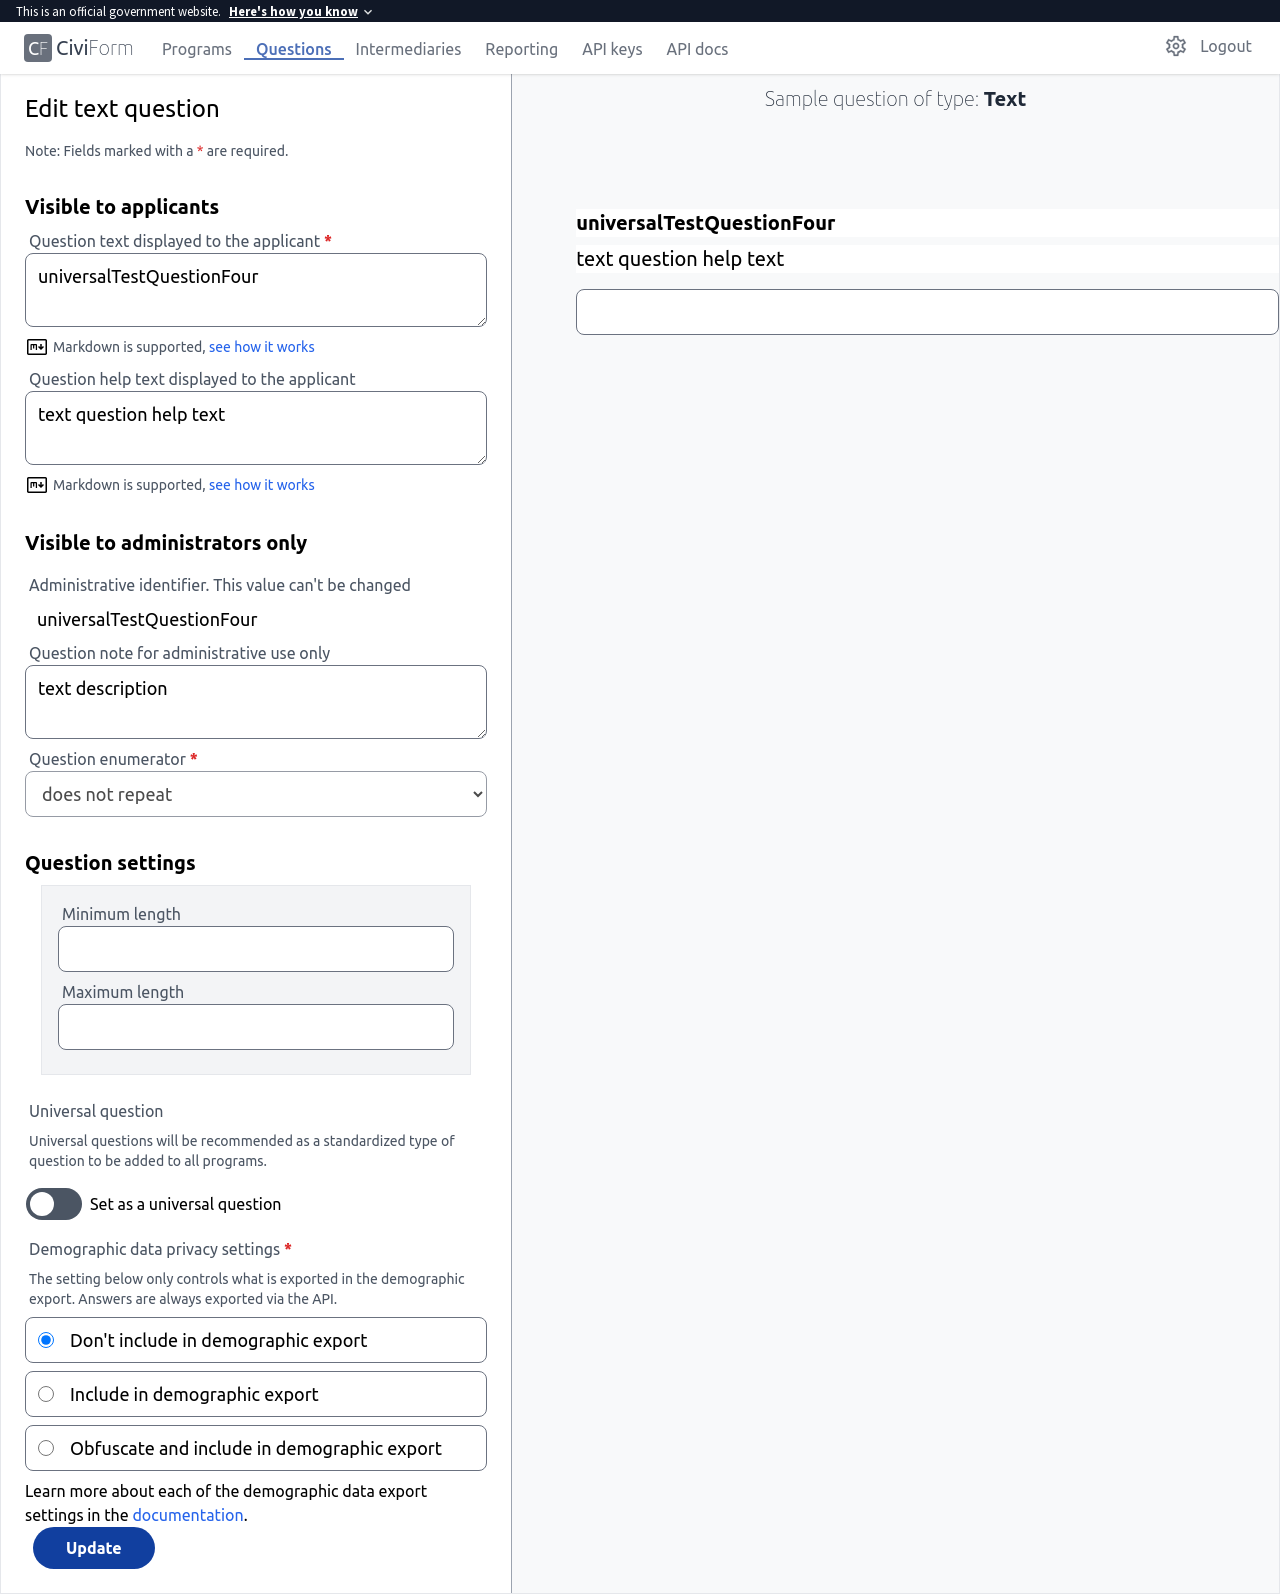 This is an official government website. Here's how you know
CF CiviForm Programs Questions Intermediaries Reporting API keys API docs Logout
Edit text question
Note: Fields marked with a * are required.
Visible to applicants
Question text displayed to the applicant *
universalTestQuestionFour
Markdown is supported, see how it works
Question help text displayed to the applicant
text question help text
Markdown is supported, see how it works
Visible to administrators only
Administrative identifier. This value can't be changed
universalTestQuestionFour
Question note for administrative use only
text description
Question enumerator *
does not repeat
Question settings
Minimum length
Maximum length
Universal question
Universal questions will be recommended as a standardized type of
question to be added to all programs.
Set as a universal question
Demographic data privacy settings *
The setting below only controls what is exported in the demographic
export. Answers are always exported via the API.
Don't include in demographic export
Include in demographic export
Obfuscate and include in demographic export
Learn more about each of the demographic data export
settings in the documentation.
Update
Sample question of type: Text
universalTestQuestionFour
text question help text